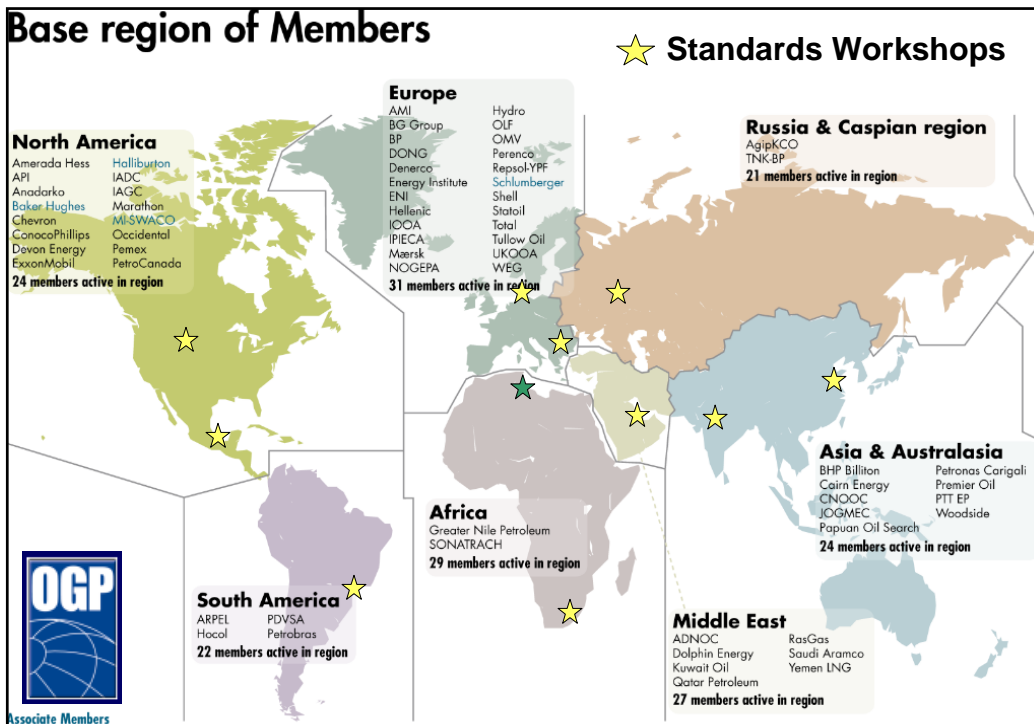 Base region of Members
Standards Workshops
North America
Amerada Hess
API
Anadarko
Baker Hughes
Chevron
ConocoPhillips
Devon Energy
ExxonMobil
Halliburton
IADC
IAGC
Marathon
MI-SWACO
Occidental
Pemex
PetroCanada
24 members active in region
Europe
AMI
BG Group
BP
DONG
Denerco
Energy Institute
ENI
Hellenic
IOOA
IPIECA
Mærsk
NOGEPA
Hydro
OLF
OMV
Perenco
Repsol-YPF
Schlumberger
Shell
Statoil
Total
Tullow Oil
UKOOA
WEG
31 members active in region
Russia & Caspian region
AgipKCO
TNK-BP
21 members active in region
Asia & Australasia
BHP Billiton
Cairn Energy
CNOOC
JOGMEC
Papuan Oil Search
Petronas Carigali
Premier Oil
PTT EP
Woodside
24 members active in region
Africa
Greater Nile Petroleum
SONATRACH
29 members active in region
South America
ARPEL
Hocol
PDVSA
Petrobras
22 members active in region
Middle East
ADNOC
Dolphin Energy
Kuwait Oil
Qatar Petroleum
RasGas
Saudi Aramco
Yemen LNG
27 members active in region
OGP
Associate Members